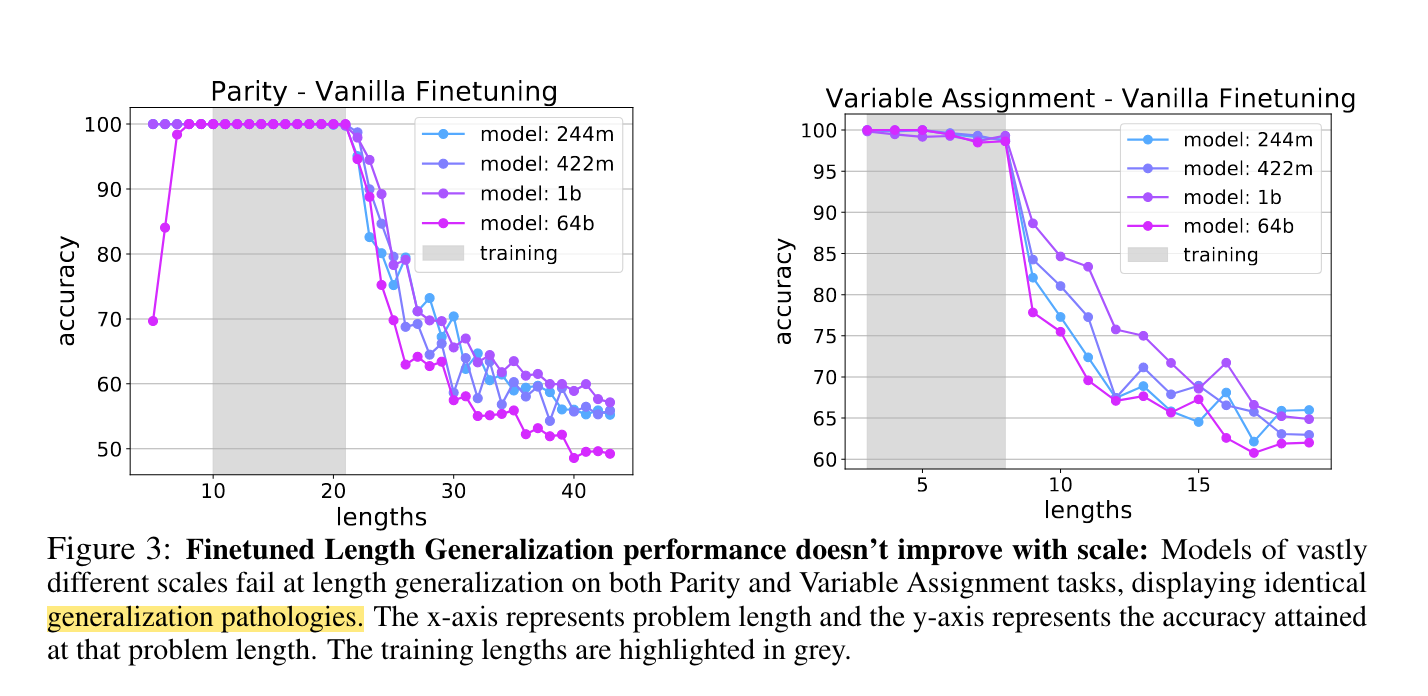 Parity - Vanilla Finetuning
100
90
80
70
60
50
accuracy
10
20
30
40
lengths
model: 244m
model: 422m
model: 1b
model: 64b
training
Variable Assignment - Vanilla Finetuning
100
95
90
85
80
75
70
65
60
accuracy
5
10
15
lengths
model: 244m
model: 422m
model: 1b
model: 64b
training
Figure 3: Finetuned Length Generalization performance doesn't improve with scale: Models of vastly
different scales fail at length generalization on both Parity and Variable Assignment tasks, displaying identical
generalization pathologies. The x-axis represents problem length and the y-axis represents the accuracy attained
at that problem length. The training lengths are highlighted in grey.